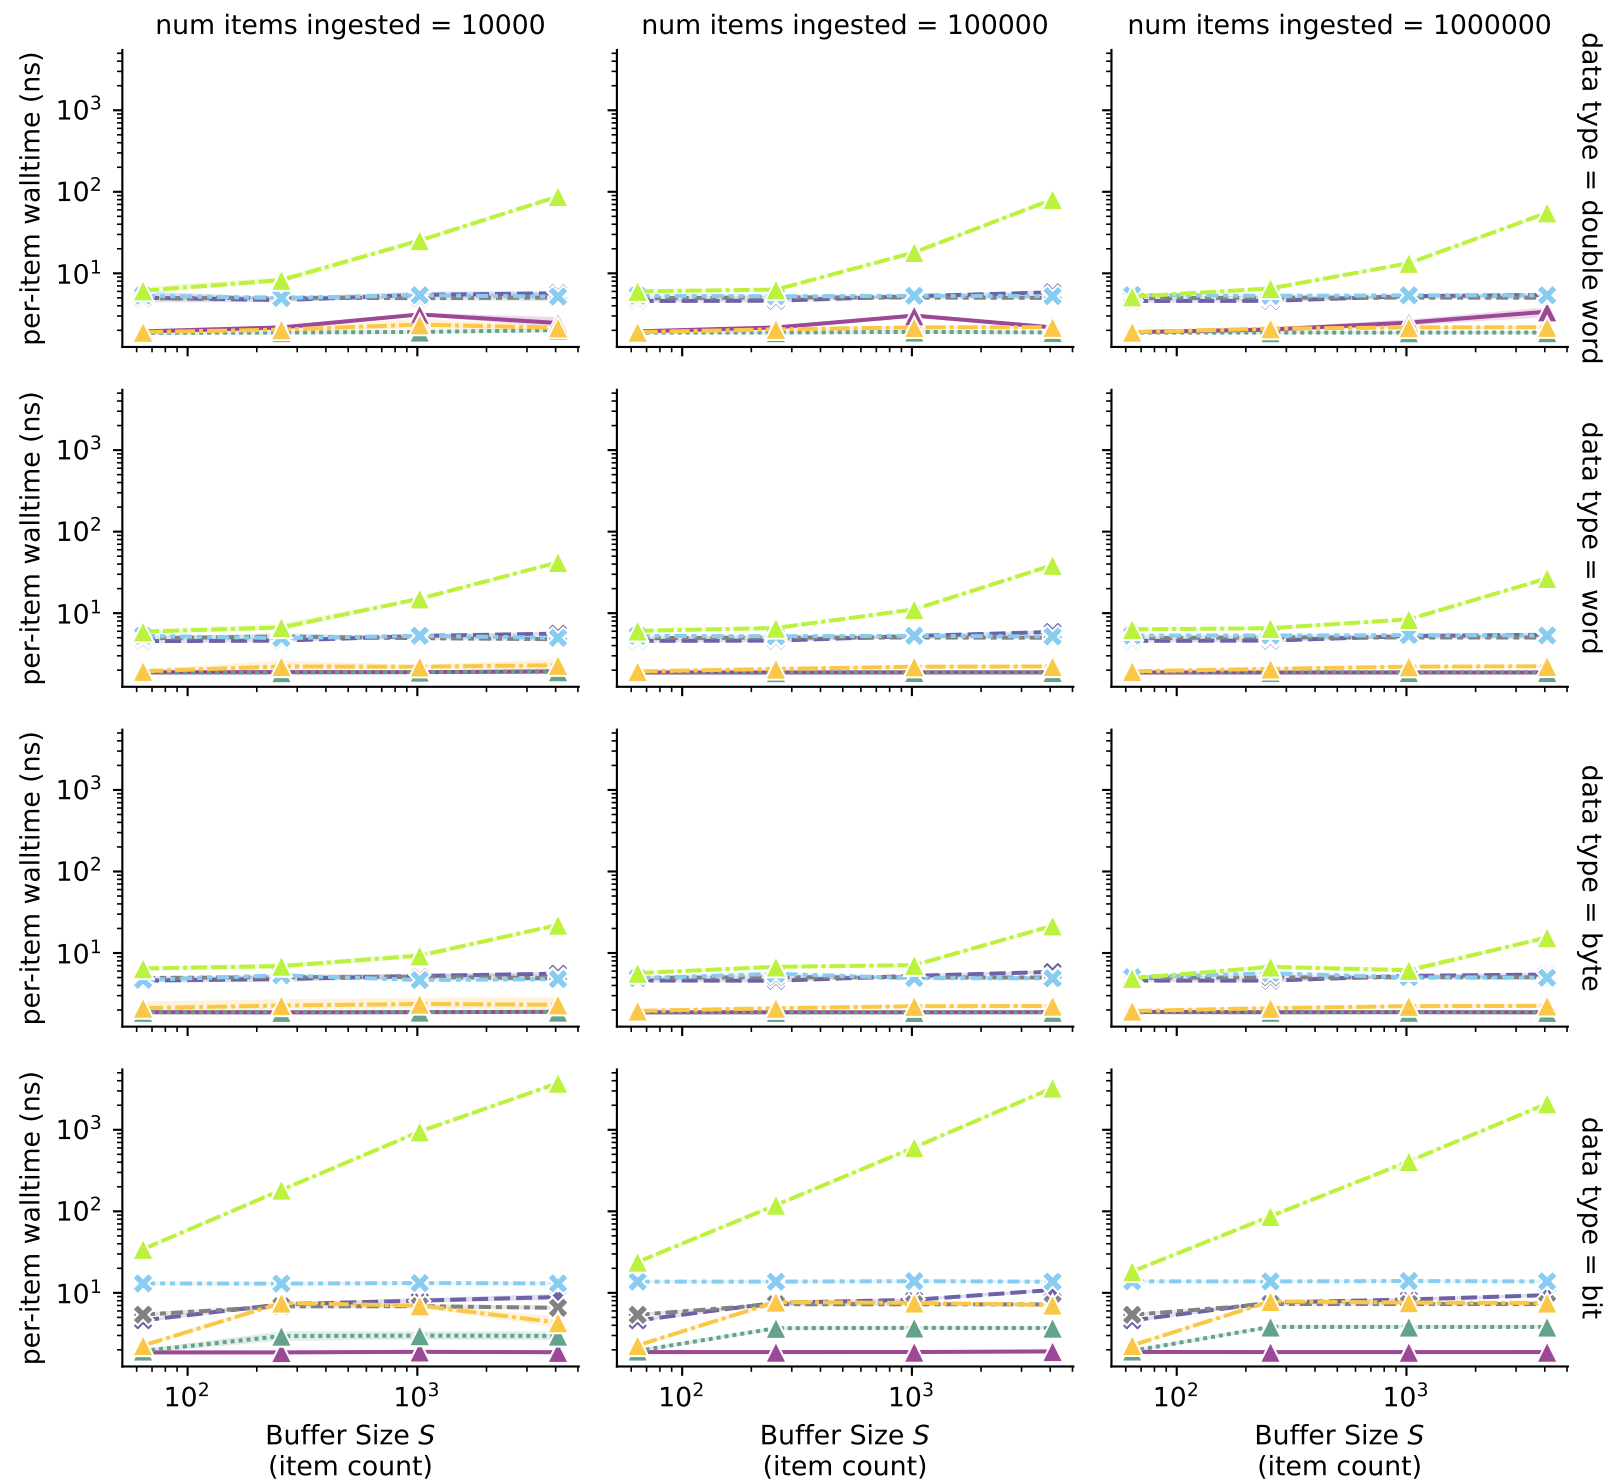 num items ingested = 10000
num items ingested = 100000
num items ingested = 1000000
per-item walltime (ns)
10³
10²
10¹
data type = double word
per-item walltime (ns)
10³
10²
10¹
data type = word
per-item walltime (ns)
10³
10²
10¹
data type = byte
per-item walltime (ns)
10³
10²
10¹
data type = bit
10² 10³
10² 10³
10² 10³
Buffer Size S
(item count)
Buffer Size S
(item count)
Buffer Size S
(item count)